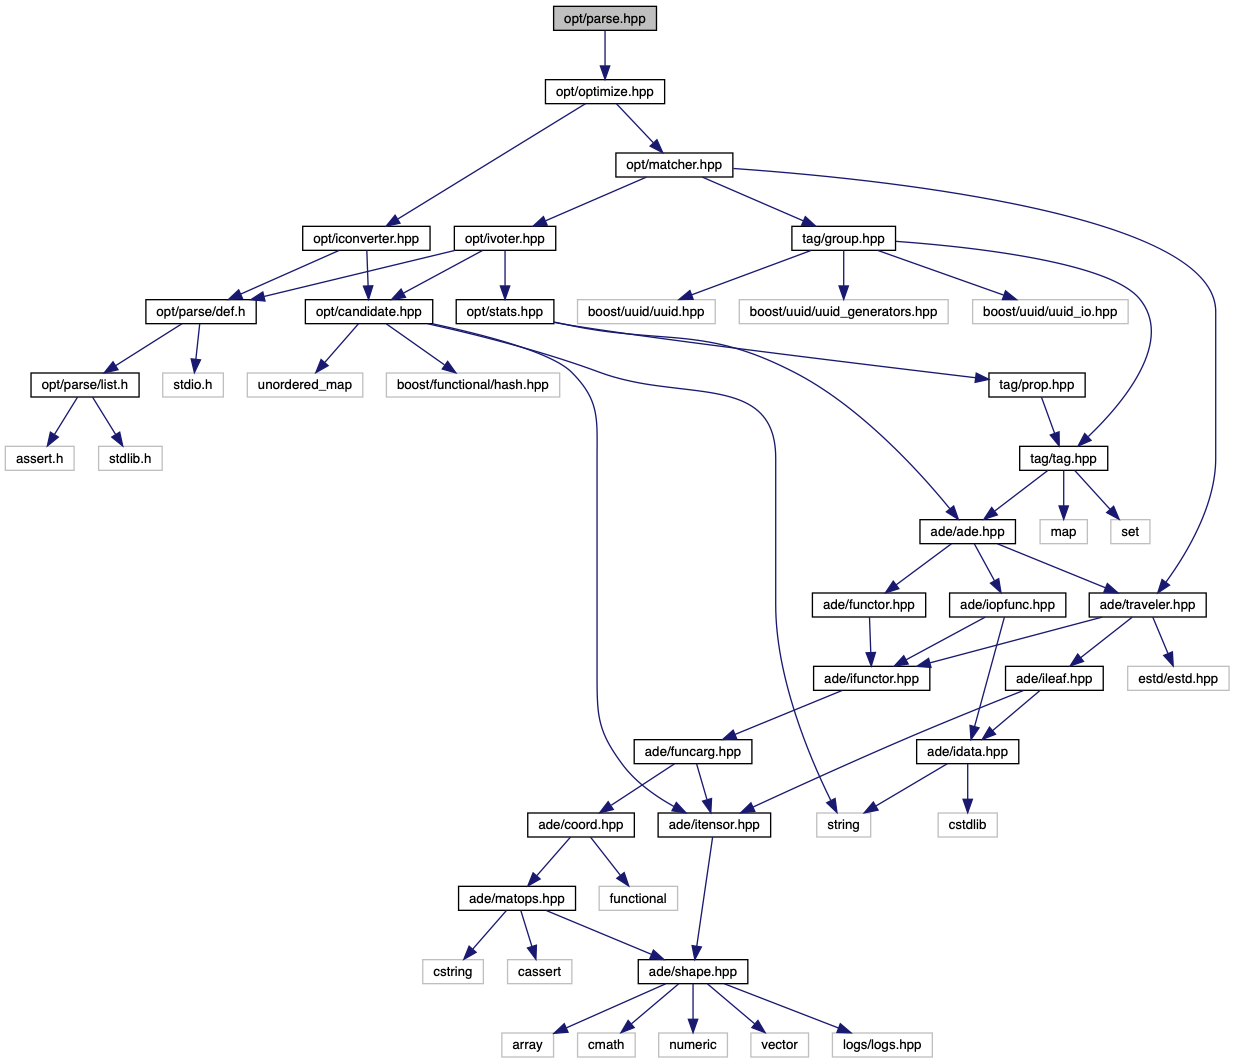 opt/parse.hpp
opt/optimize.hpp
opt/matcher.hpp
opt/iconverter.hpp
opt/ivoter.hpp
tag/group.hpp
opt/parse/def.h
opt/candidate.hpp
opt/stats.hpp
boost/uuid/uuid.hpp
boost/uuid/uuid_generators.hpp
boost/uuid/uuid_io.hpp
opt/parse/list.h
stdio.h
unordered_map
boost/functional/hash.hpp
tag/prop.hpp
assert.h
stdlib.h
tag/tag.hpp
ade/ade.hpp
map
set
ade/functor.hpp
ade/iopfunc.hpp
ade/traveler.hpp
ade/ifunctor.hpp
ade/ileaf.hpp
estd/estd.hpp
ade/funcarg.hpp
ade/idata.hpp
ade/coord.hpp
ade/itensor.hpp
string
cstdlib
ade/matops.hpp
functional
cstring
cassert
ade/shape.hpp
array
cmath
numeric
vector
logs/logs.hpp